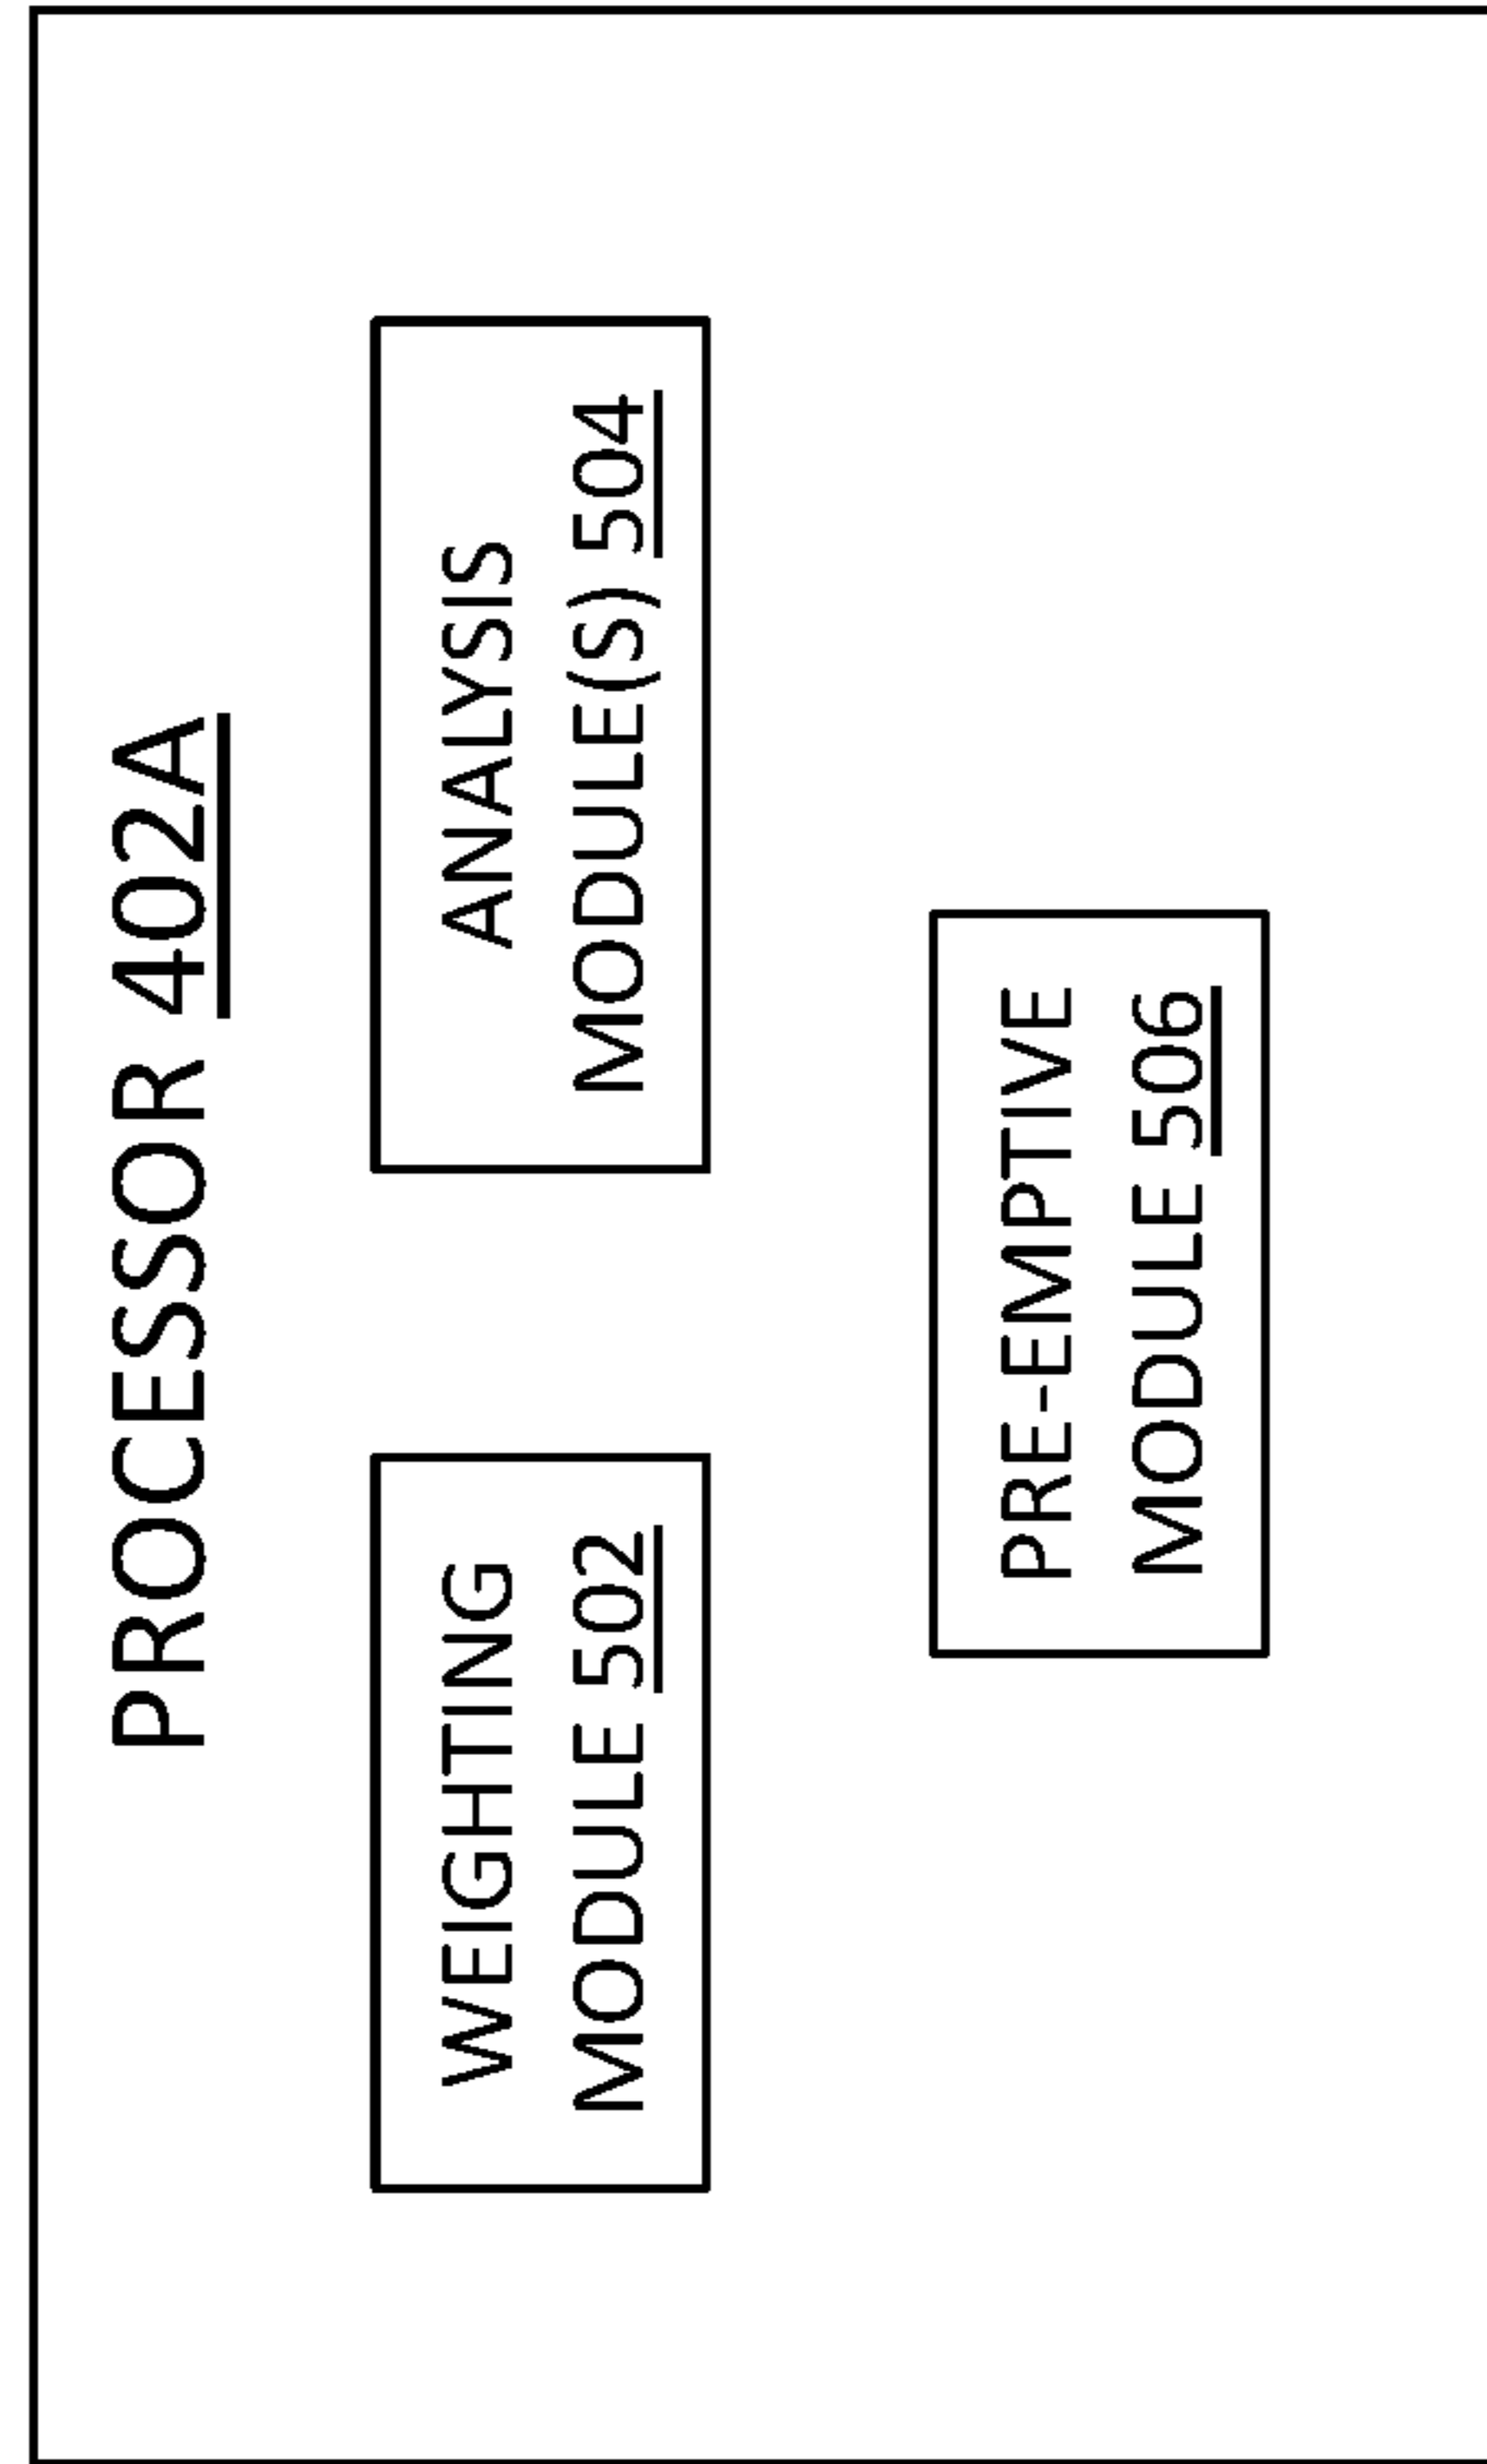 PROCESSOR 402A
WEIGHTING
MODULE 502
ANALYSIS
MODULE(S) 504
PRE-EMPTIVE
MODULE 506